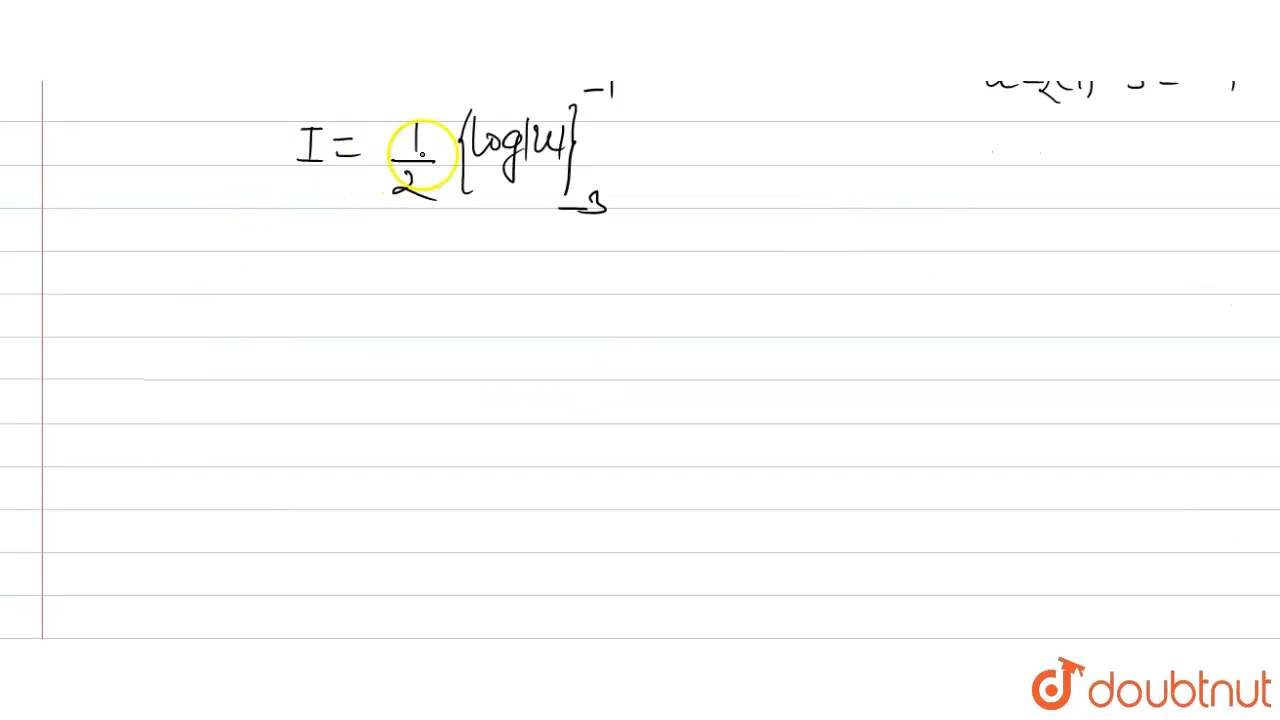 I = 1/2 {log|u|}_{-3}^{-1}
doubtnut